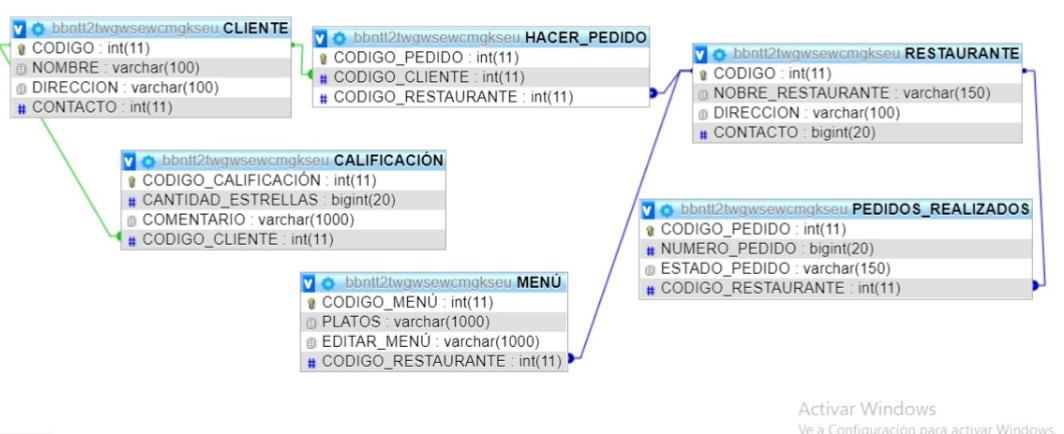 bbntt2twgwsewcmgkseu CLIENTE
CODIGO : int(11)
NOMBRE : varchar(100)
DIRECCION : varchar(100)
CONTACTO : int(11)
bbntt2twgwsewcmgkseu HACER_PEDIDO
CODIGO_PEDIDO : int(11)
CODIGO_CLIENTE : int(11)
CODIGO_RESTAURANTE : int(11)
bbntt2twgwsewcmgkseu RESTAURANTE
CODIGO : int(11)
NOBRE_RESTAURANTE : varchar(150)
DIRECCION : varchar(100)
CONTACTO : bigint(20)
bbntt2twgwsewcmgkseu CALIFICACIÓN
CODIGO_CALIFICACIÓN : int(11)
CANTIDAD_ESTRELLAS : bigint(20)
COMENTARIO : varchar(1000)
CODIGO_CLIENTE : int(11)
bbntt2twgwsewcmgkseu PEDIDOS_REALIZADOS
CODIGO_PEDIDO : int(11)
NUMERO_PEDIDO : bigint(20)
ESTADO_PEDIDO : varchar(150)
CODIGO_RESTAURANTE : int(11)
bbntt2twgwsewcmgkseu MENÚ
CODIGO_MENÚ : int(11)
PLATOS : varchar(1000)
EDITAR_MENÚ : varchar(1000)
CODIGO_RESTAURANTE : int(11)
Activar Windows
Ve a Configuración para activar Windows.